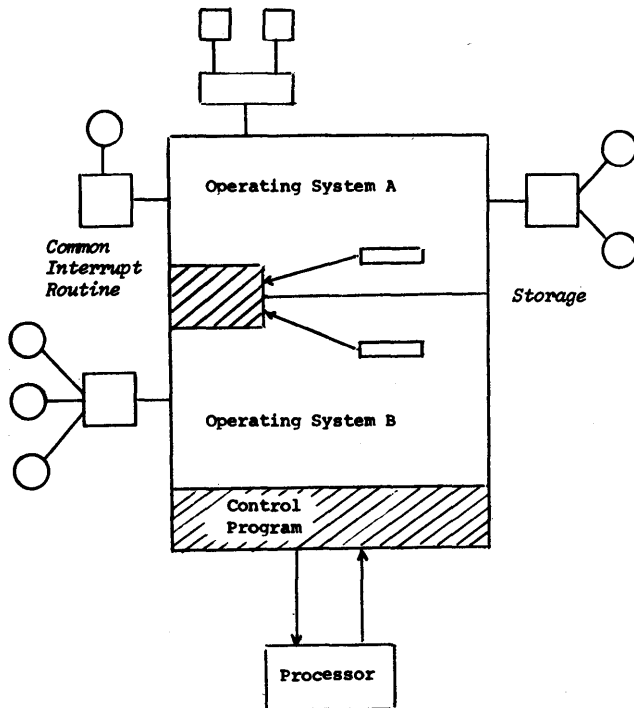 Operating System A
Common
Interrupt
Routine
Storage
Operating System B
Control
Program
Processor